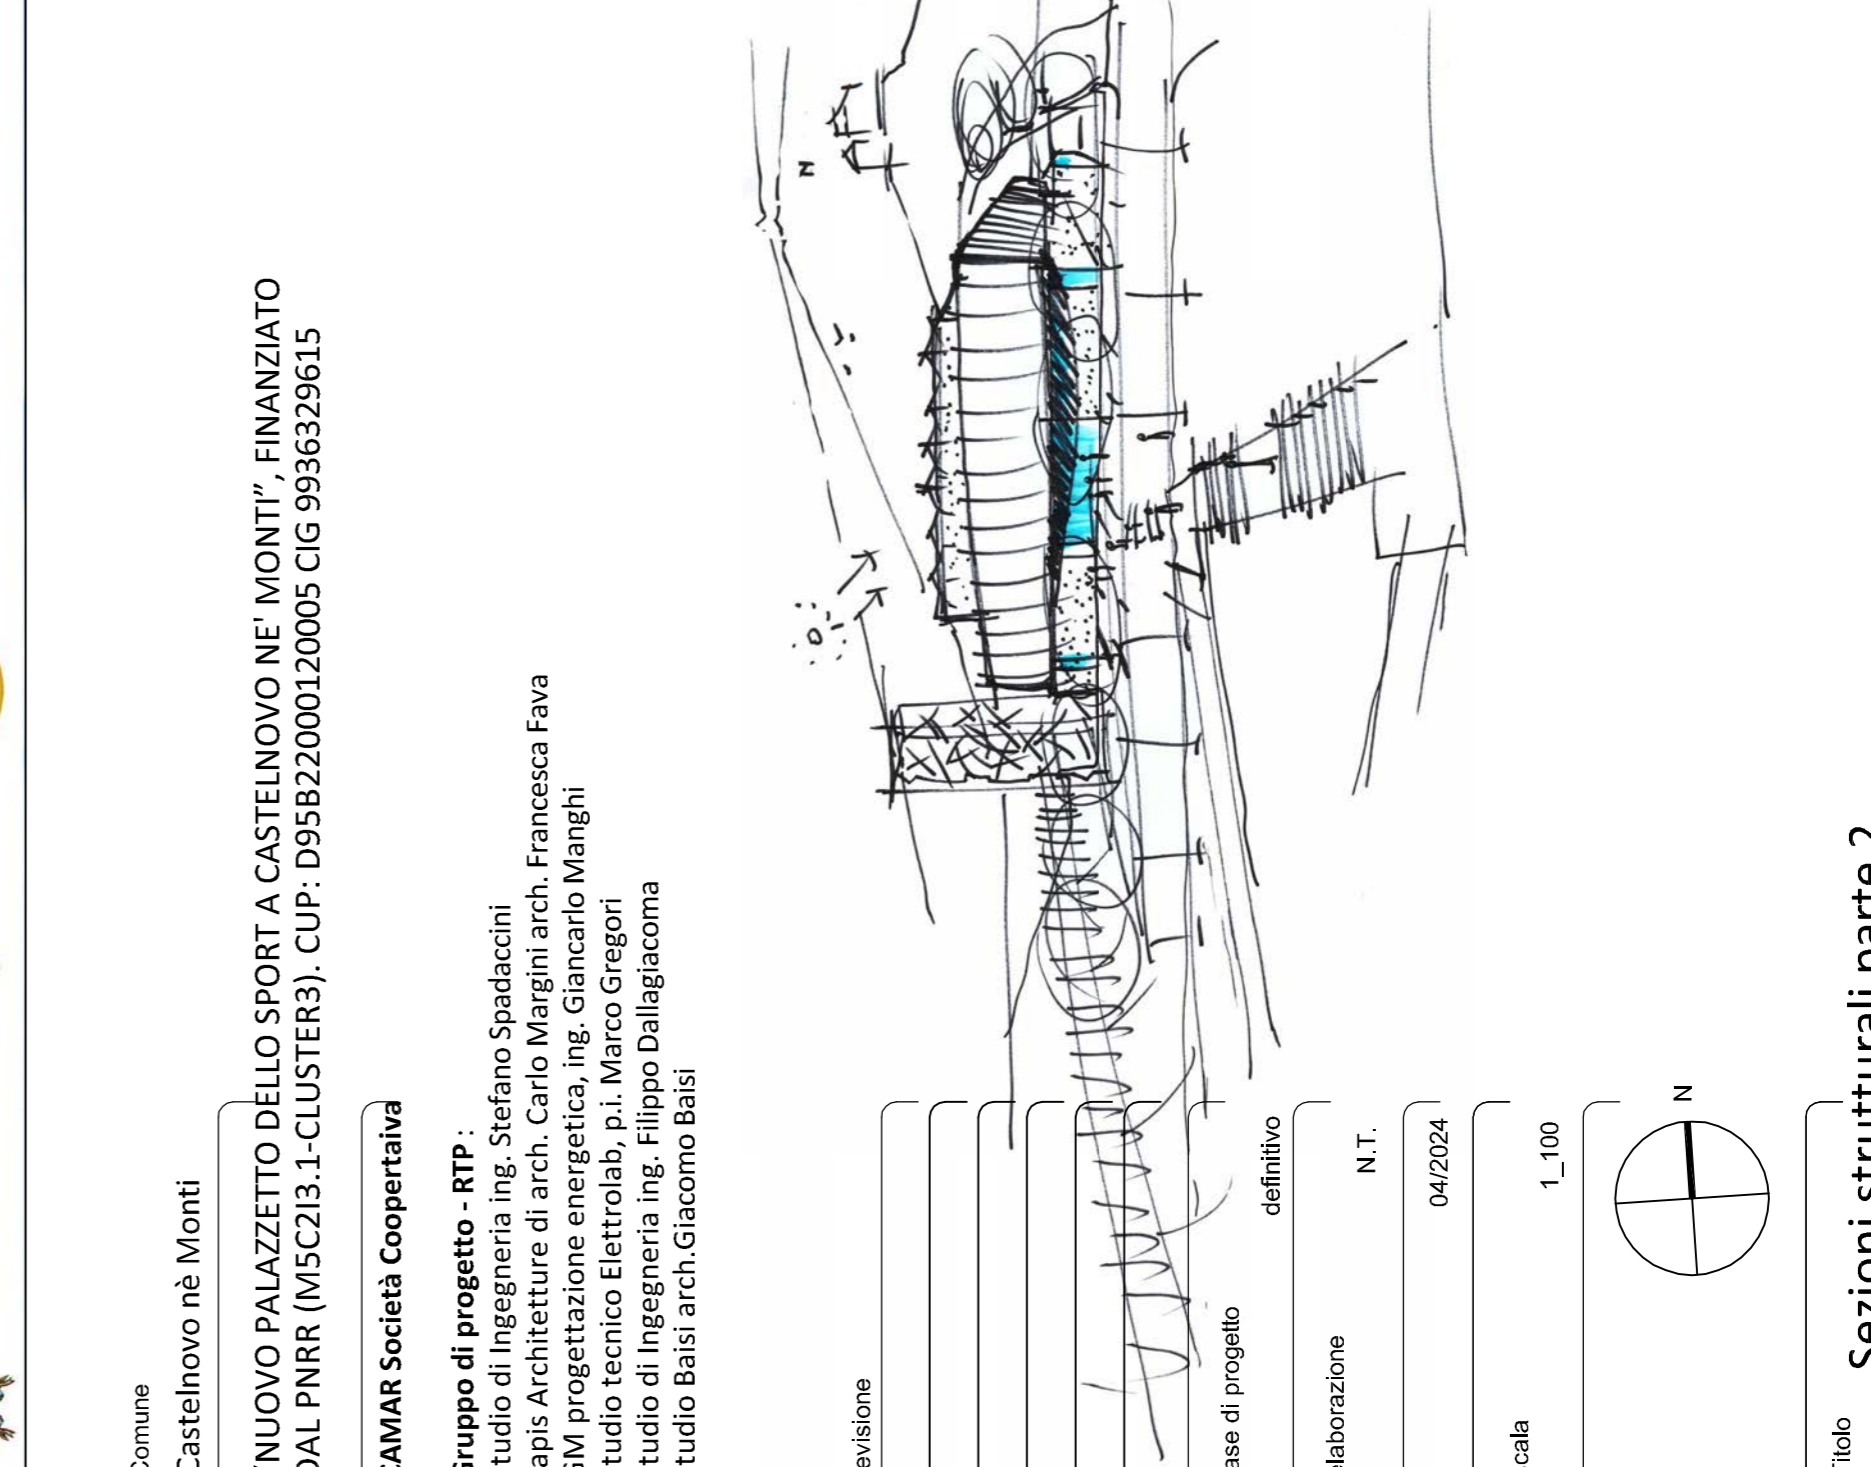 Comune
Castelnovo nè Monti
"NUOVO PALAZZETTO DELLO SPORT A CASTELNOVO NE' MONTI", FINANZIATO
DAL PNRR (M5C2I3.1-CLUSTER3). CUP: D95B22000120005 CIG 9936329615
CAMAR Società Coopertaiva
Gruppo di progetto - RTP :
tudio di Ingegneria ing. Stefano Spadaccini
apis Architetture di arch. Carlo Margini arch. Francesca Fava
GM progettazione energetica, ing. Giancarlo Manghi
tudio tecnico Elettrolab, p.i. Marco Gregori
tudio di Ingegneria ing. Filippo Dallagiacoma
tudio Baisi arch.Giacomo Baisi
evisione
ase di progetto
definitivo
elaborazione
N.T.
04/2024
cala
1_100
N
Titolo
Sezioni strutturali parte 2